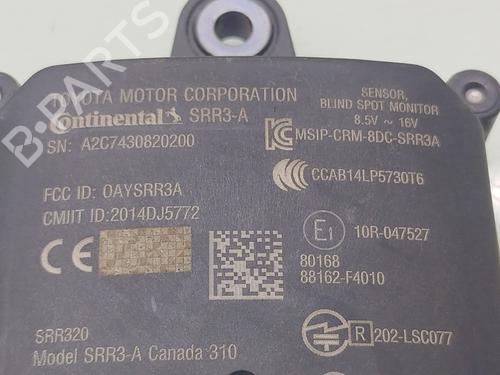 TOYOTA MOTOR CORPORATION
Continental SRR3-A
SN: A2C7430820200
SENSOR,
BLIND SPOT MONITOR
8.5V ~ 16V
MSIP-CRM-8DC-SRR3A
CCAB14LP5730T6
FCC ID: OAYSRR3A
CMIIT ID:2014DJ5772
CE
E1 10R-047527
80168
88162-F4010
R 202-LSC077
SRR320
Model SRR3-A Canada 310
B-PARTS